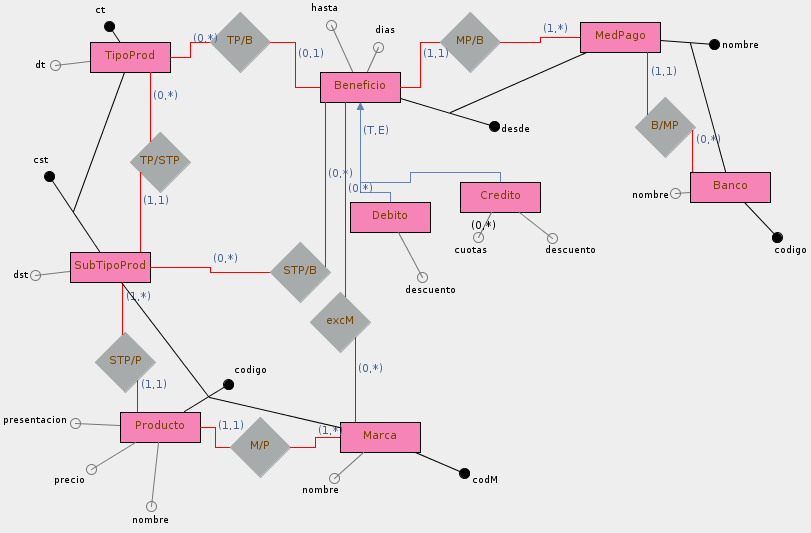 ct
hasta
dias
TipoProd
(0,*)
TP/B
(0,1)
(1,1)
MP/B
(1,*)
MedPago
nombre
dt
Beneficio
(1,1)
(0,*)
(T,E)
desde
B/MP
(0,*)
cst
TP/STP
(1,1)
(0,*)
(0,*)
Debito
Credito
(0,*)
cuotas
descuento
nombre
Banco
codigo
SubTipoProd
dst
(0,*)
STP/B
descuento
(1,*)
excM
STP/P
(1,1)
codigo
(0,*)
presentacion
Producto
(1,1)
M/P
(1,*)
Marca
precio
nombre
nombre
codM